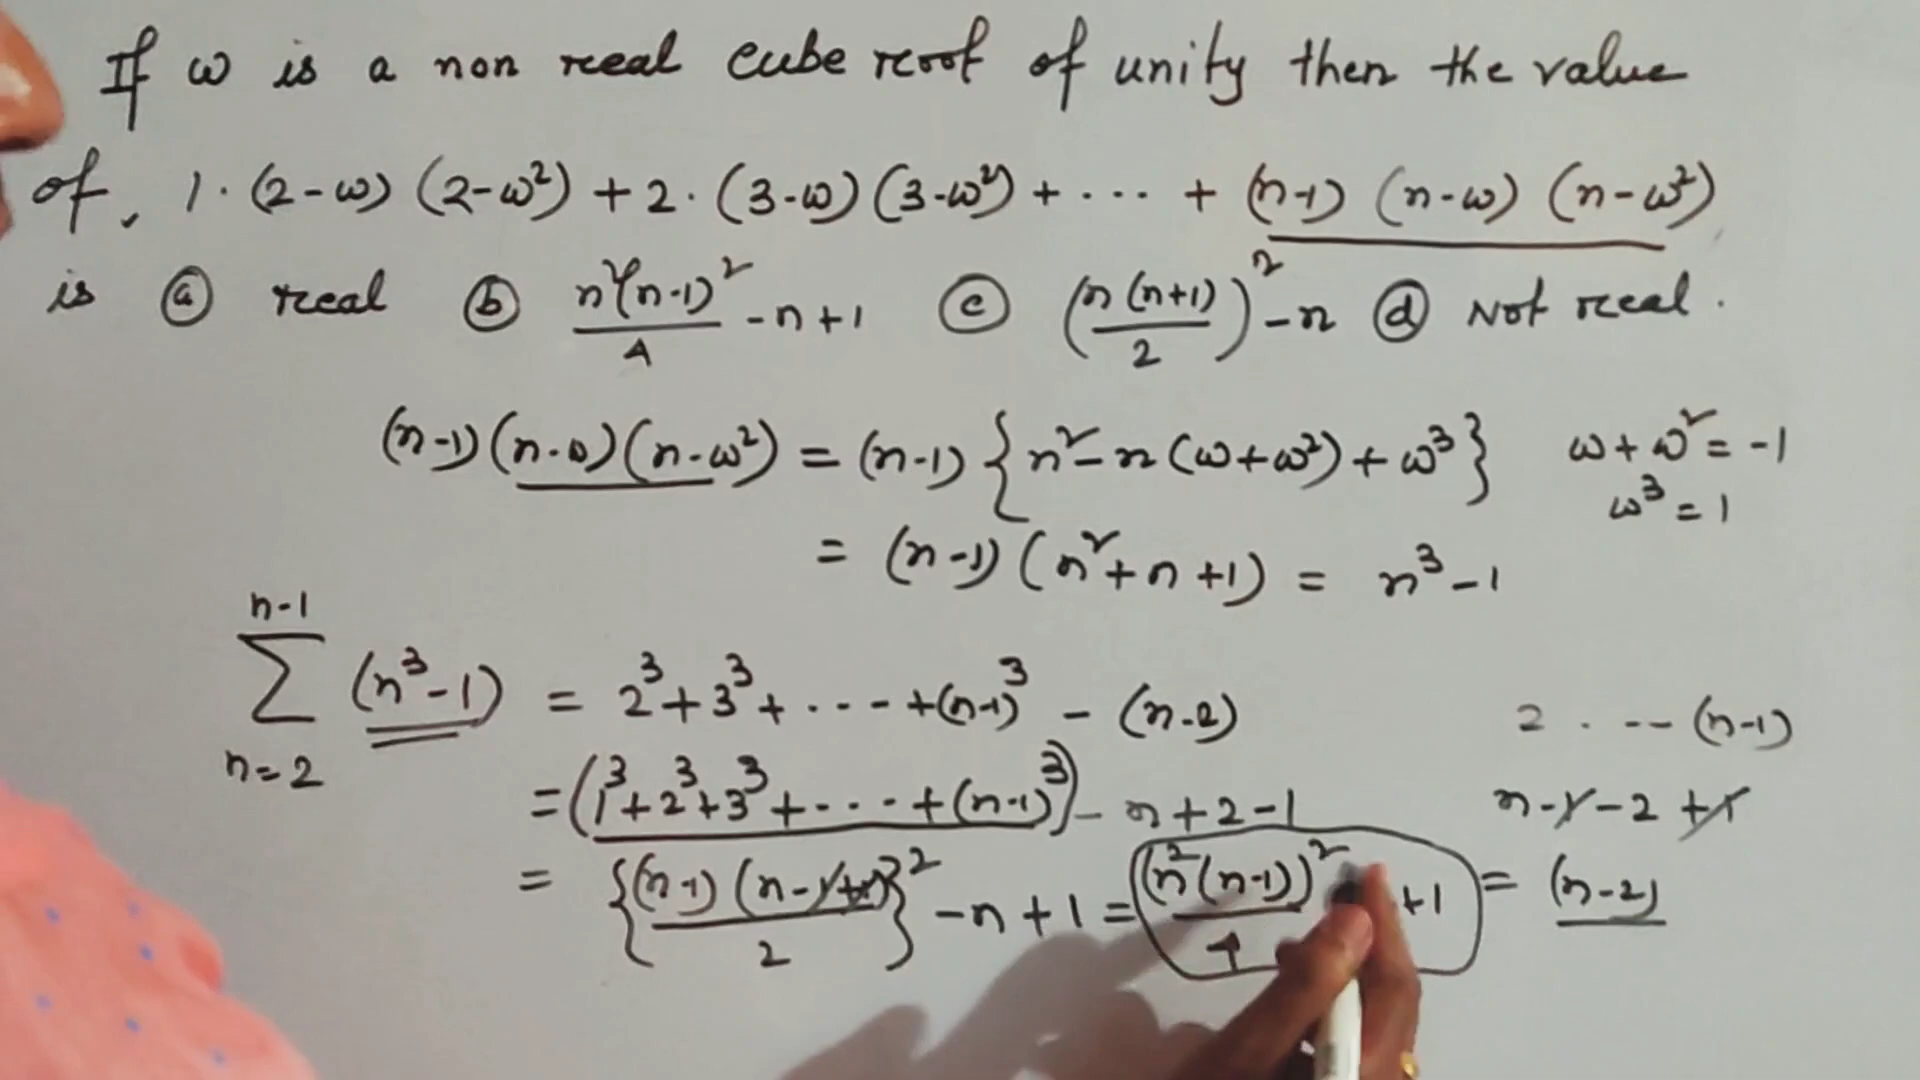 If ω is a non real cube root of unity then the value
of, 1·(2-ω)(2-ω²)+2·(3-ω)(3-ω²)+····+(n-1)(n-ω)(n-ω²)
is ⓐ real ⓑ n²(n-1)²/4 -n+1 ⓒ (n(n+1)/2)²-n ⓓ Not real.
(n-1)(n-ω)(n-ω²) = (n-1){n²-n(ω+ω²)+ω³} ω+ω²=-1
ω³=1
= (n-1)(n²+n+1) = n³-1
n-1
∑ (n³-1) = 2³+3³+····+(n-1)³ - (n-2) 2 · -- (n-1)
n=2
=(1³+2³+3³+····+(n-1)³)-n+2-1 n-1-2+1
= {(n-1)(n-1+1)/2}² -n+1 = (n²(n-1))²/4 +1 = (n-2)